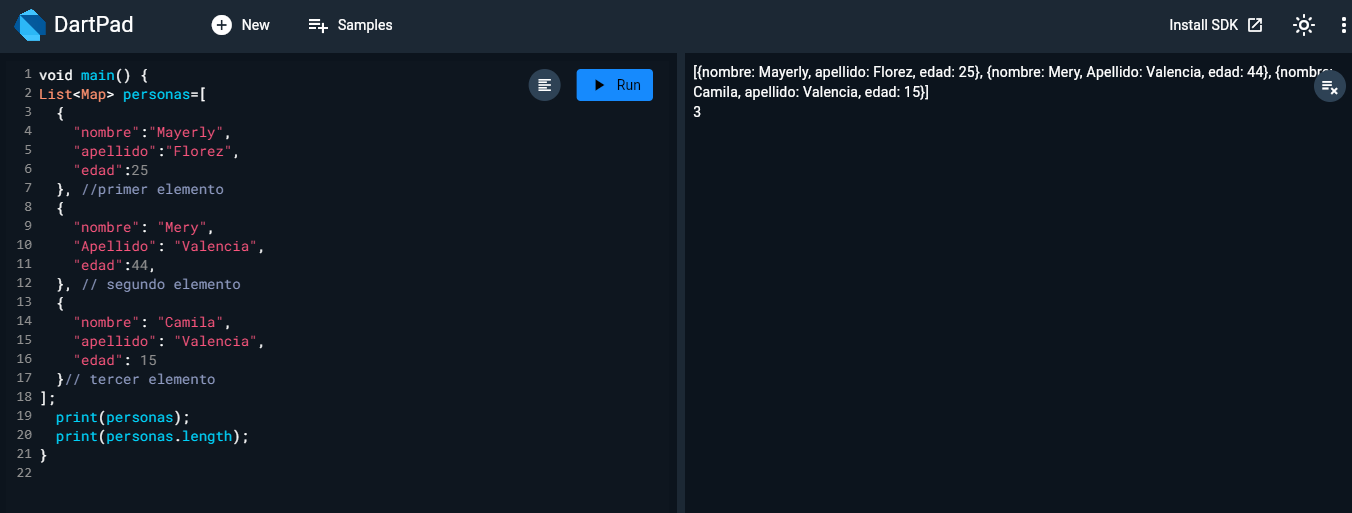 DartPad
New
Samples
Install SDK
1 void main() {
2 List<Map> personas=[
3 {
4 "nombre":"Mayerly",
5 "apellido":"Florez",
6 "edad":25
7 }, //primer elemento
8 {
9 "nombre": "Mery",
10 "Apellido": "Valencia",
11 "edad":44,
12 }, // segundo elemento
13 {
14 "nombre": "Camila",
15 "apellido": "Valencia",
16 "edad": 15
17 }// tercer elemento
18 ];
19 print(personas);
20 print(personas.length);
21 }
22
Run
[{nombre: Mayerly, apellido: Florez, edad: 25}, {nombre: Mery, Apellido: Valencia, edad: 44}, {nombre:
Camila, apellido: Valencia, edad: 15}]
3